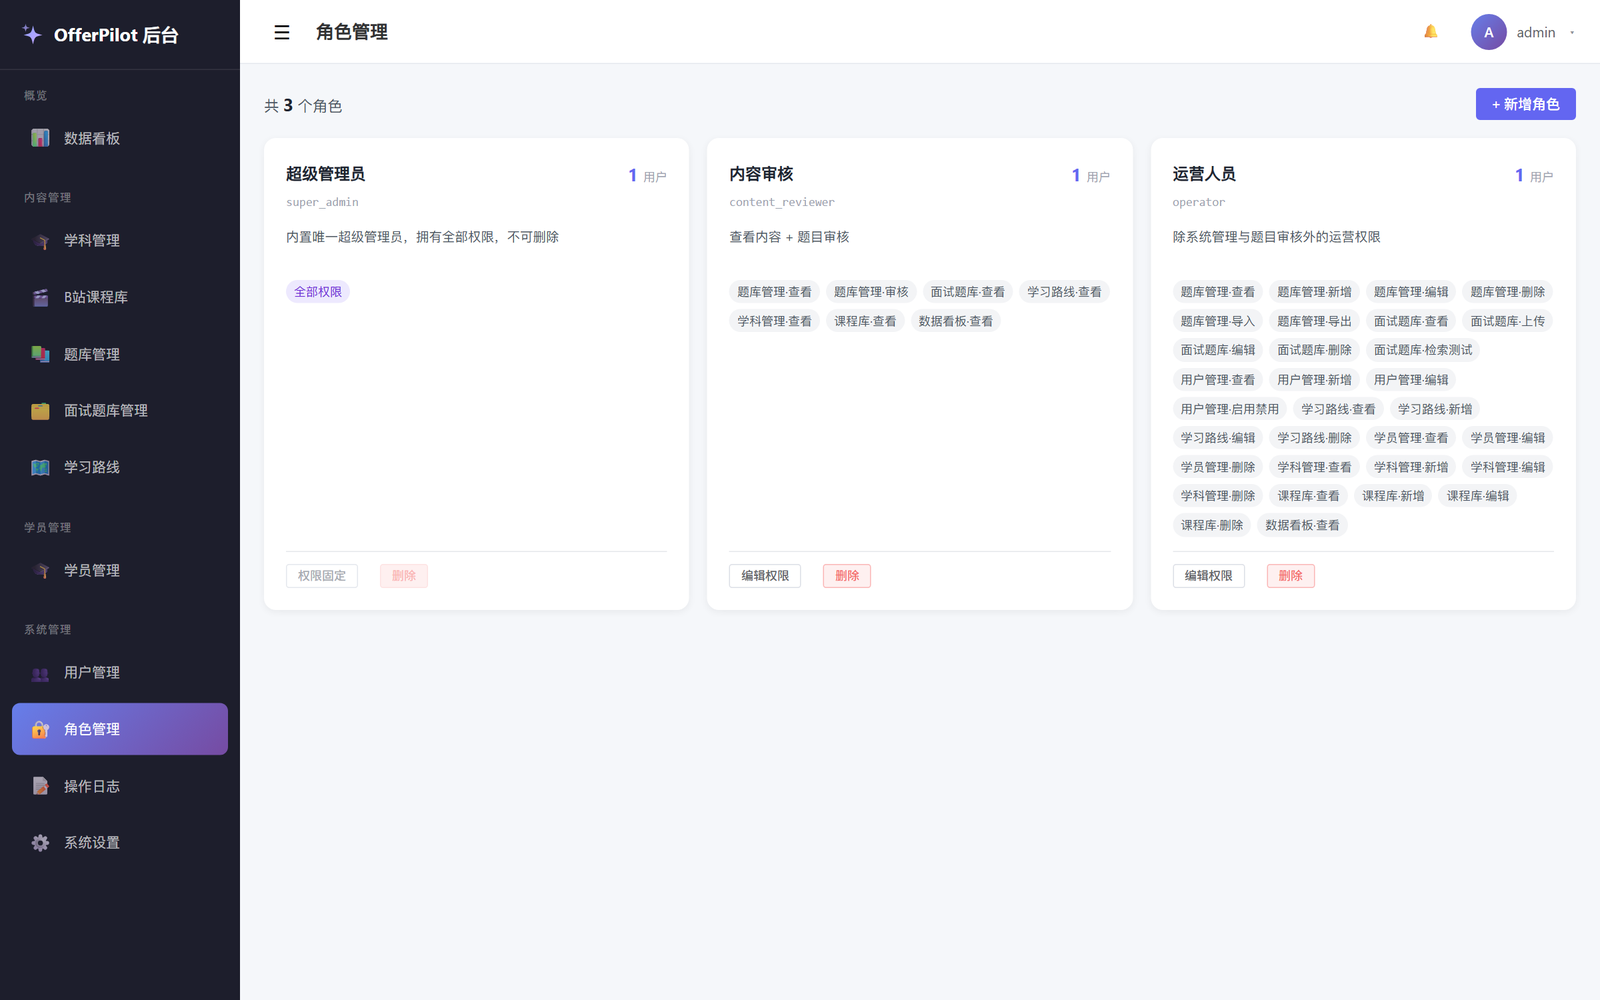 OfferPilot 后台
概览
数据看板
内容管理
学科管理
B站课程库
题库管理
面试题库管理
学习路线
学员管理
学员管理
系统管理
用户管理
角色管理
操作日志
系统设置
☰ 角色管理
A admin
共 3 个角色
+ 新增角色
超级管理员 1 用户
super_admin
内置唯一超级管理员，拥有全部权限，不可删除
全部权限
权限固定 删除
内容审核 1 用户
content_reviewer
查看内容 + 题目审核
题库管理·查看 题库管理·审核 面试题库·查看 学习路线·查看
学科管理·查看 课程库·查看 数据看板·查看
编辑权限 删除
运营人员 1 用户
operator
除系统管理与题目审核外的运营权限
题库管理·查看 题库管理·新增 题库管理·编辑 题库管理·删除
题库管理·导入 题库管理·导出 面试题库·查看 面试题库·上传
面试题库·编辑 面试题库·删除 面试题库·检索测试
用户管理·查看 用户管理·新增 用户管理·编辑
用户管理·启用禁用 学习路线·查看 学习路线·新增
学习路线·编辑 学习路线·删除 学员管理·查看 学员管理·编辑
学员管理·删除 学科管理·查看 学科管理·新增 学科管理·编辑
学科管理·删除 课程库·查看 课程库·新增 课程库·编辑
课程库·删除 数据看板·查看
编辑权限 删除